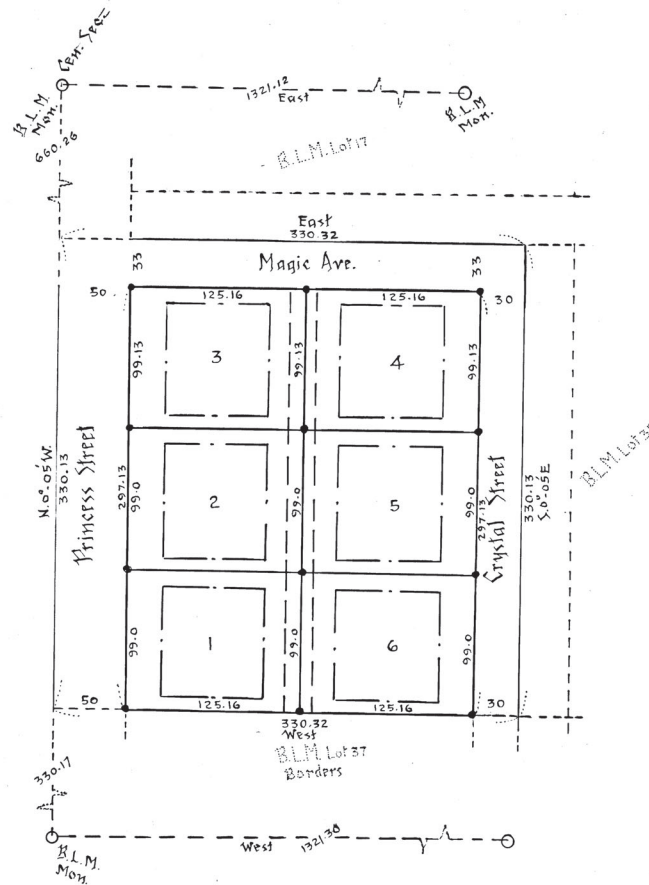 Cen. Sec.
B.L.M.
Mon.
1321.12
East
B.L.M
Mon.
660.26
B.L.M. Lot 17
East
330.32
33
Magic Ave.
33
50
125.16
125.16
30
3
4
99.13
99.13
99.13
B.L.M. Lot
N.0°-05'W.
330.13
Princess Street
297.13
99.0
2
99.0
5
99.0
297.13
Crystal Street
330.13
S.0°-05'E
99.0
1
99.0
6
99.0
50
125.16
125.16
30
330.32
West
B.L.M. Lot 37
Borders
330.17
West
1321.30
B.L.M.
Mon.